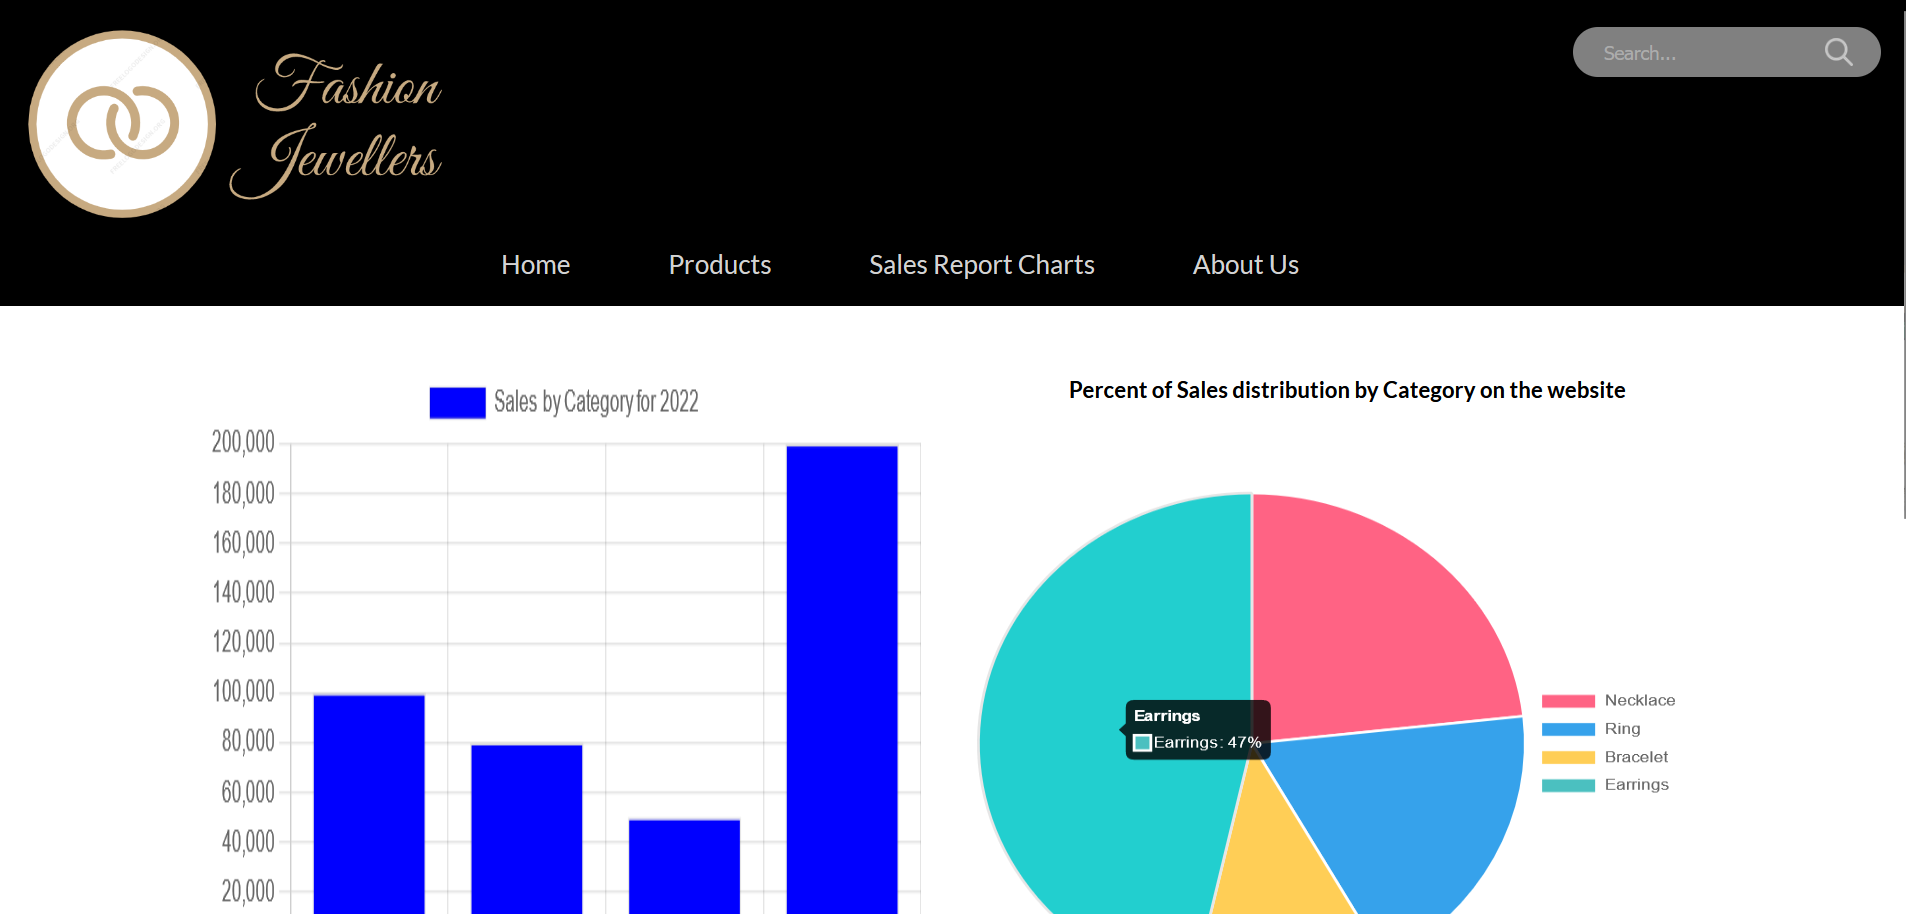 Fashion
Jewellers
Search...
Home Products Sales Report Charts About Us
Sales by Category for 2022
200,000
180,000
160,000
140,000
120,000
100,000
80,000
60,000
40,000
20,000
Percent of Sales distribution by Category on the website
Earrings
Earrings: 47%
Necklace
Ring
Bracelet
Earrings